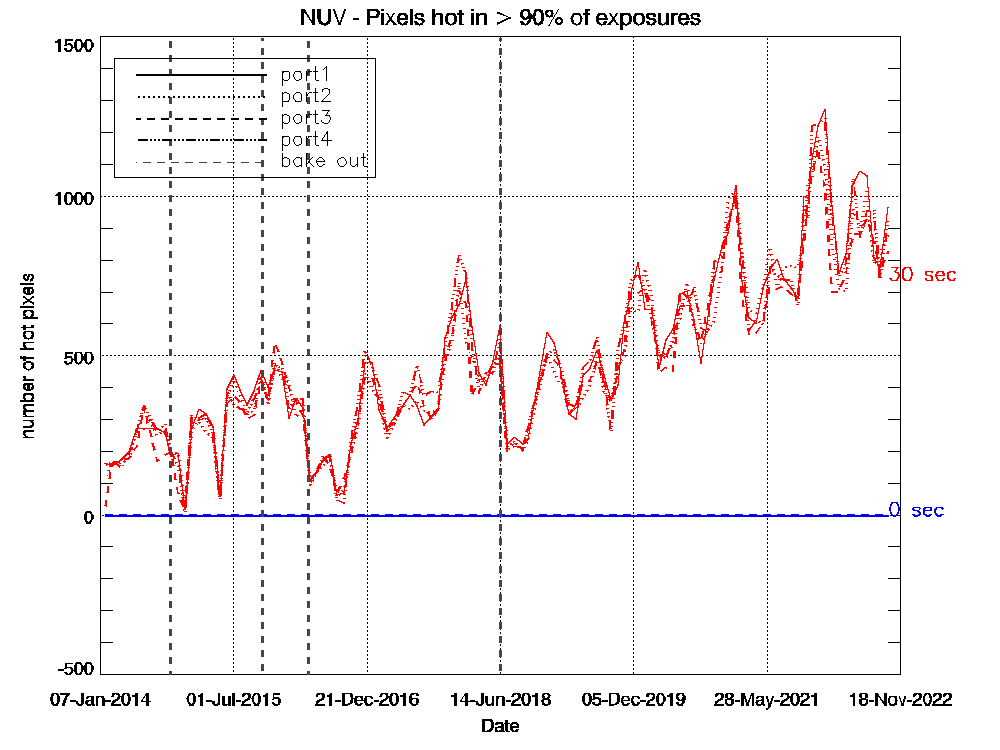 NUV - Pixels hot in > 90% of exposures
1500
port1
port2
port3
port4
bake out
1000
30 sec
number of hot pixels
500
0 sec
0
-500
07-Jan-2014 01-Jul-2015 21-Dec-2016 14-Jun-2018 05-Dec-2019 28-May-2021 18-Nov-2022
Date